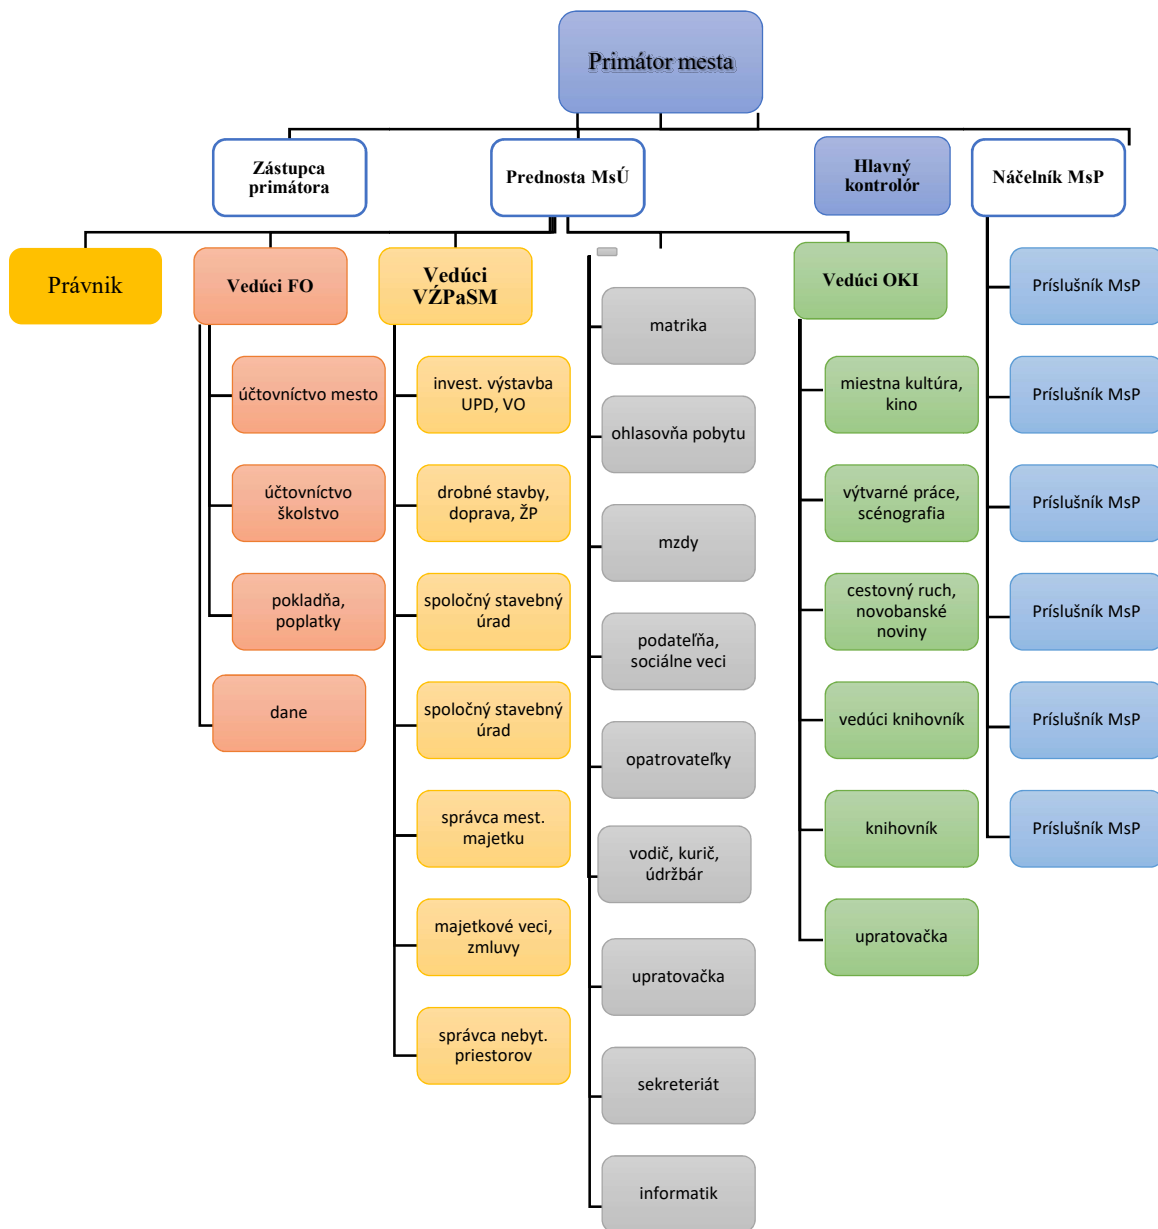 Primátor mesta
Zástupca
primátora
Prednosta MsÚ
Hlavný
kontrolór
Náčelník MsP
Právnik
Vedúci FO
Vedúci
VŹPaSM
Vedúci OKI
účtovníctvo mesto
účtovníctvo
školstvo
pokladňa,
poplatky
dane
invest. výstavba
UPD, VO
drobné stavby,
doprava, ŽP
spoločný stavebný
úrad
spoločný stavebný
úrad
správca mest.
majetku
majetkové veci,
zmluvy
správca nebyt.
priestorov
matrika
ohlasovňa pobytu
mzdy
podateľňa,
sociálne veci
opatrovateľky
vodič, kurič,
údržbár
upratovačka
sekreteriát
informatik
miestna kultúra,
kino
výtvarné práce,
scénografia
cestovný ruch,
novobanské
noviny
vedúci knihovník
knihovník
upratovačka
Príslušník MsP
Príslušník MsP
Príslušník MsP
Príslušník MsP
Príslušník MsP
Príslušník MsP